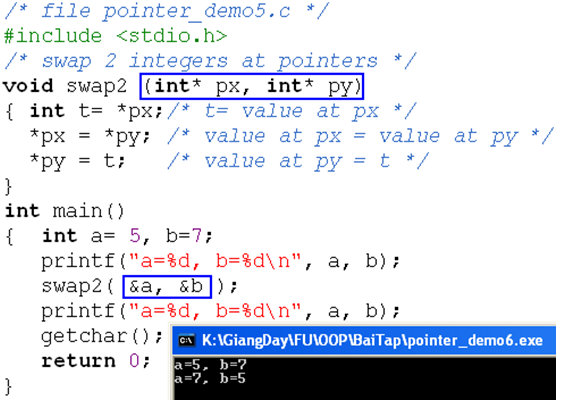 /* file pointer_demo5.c */
#include <stdio.h>
/* swap 2 integers at pointers */
void swap2 (int* px, int* py)
{ int t= *px;/* t= value at px */
  *px = *py; /* value at px = value at py */
  *py = t;   /* value at py = t */
}
int main()
{  int a= 5, b=7;
   printf("a=%d, b=%d\n", a, b);
   swap2( &a, &b );
   printf("a=%d, b=%d\n", a, b);
   getchar();
   return 0;
}
K:\GiangDay\FU\OOP\BaiTap\pointer_demo6.exe
a=5, b=7
a=7, b=5